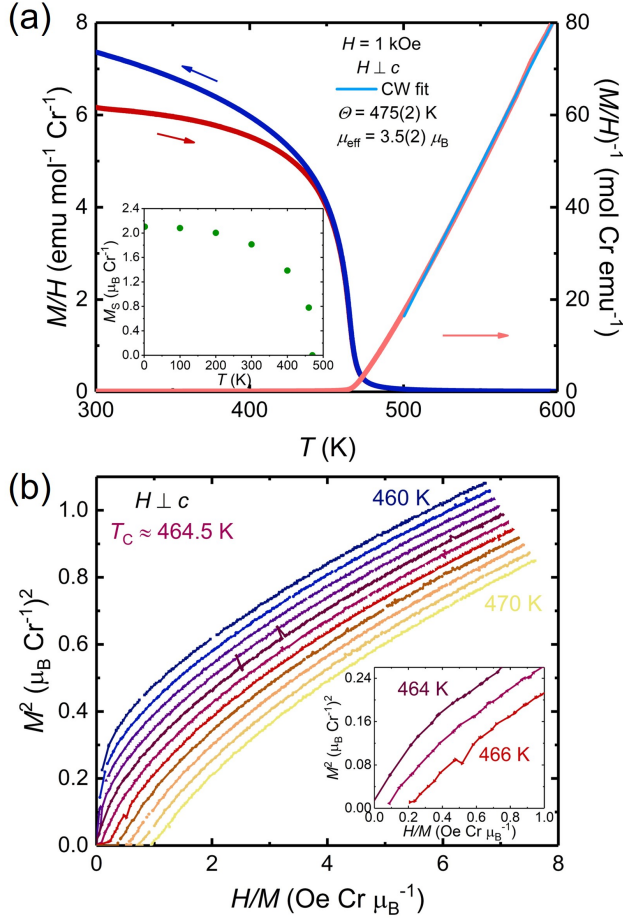 (a)
8
6
4
2
0
M/H (emu mol⁻¹ Cr⁻¹)
300
400
500
600
T (K)
80
60
40
20
0
(M/H)⁻¹
(mol Cr emu⁻¹)
H = 1 kOe
H ⊥ c
CW fit
Θ = 475(2) K
μeff = 3.5(2) μB
2.4
2.0
1.6
1.2
0.8
0.4
0.0
MS (μB Cr⁻¹)
0 100 200 300 400 500
T (K)
(b)
H ⊥ c
TC ≈ 464.5 K
460 K
470 K
1.0
0.8
0.6
0.4
0.2
0.0
M² (μB Cr⁻¹)²
0 2 4 6 8
H/M (Oe Cr μB⁻¹)
0.24
0.16
0.08
0.00
M² (μB Cr⁻¹)²
464 K
466 K
0.0 0.2 0.4 0.6 0.8 1.0
H/M (Oe Cr μB⁻¹)